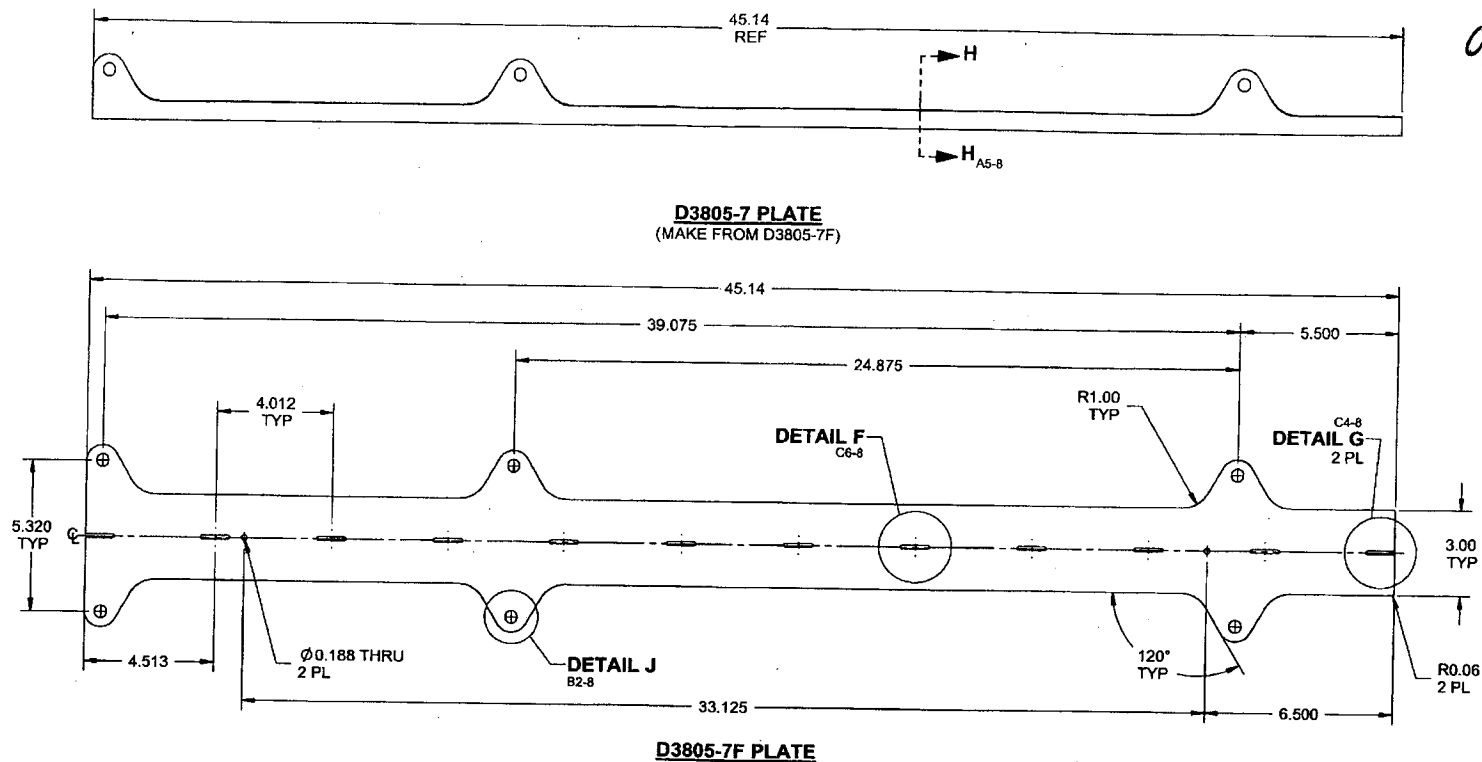 45.14
REF
H
H A5-8
D3805-7 PLATE
(MAKE FROM D3805-7F)
45.14
39.075
5.500
24.875
4.012
TYP
R1.00
TYP
DETAIL F
C6-8
C4-8
DETAIL G
2 PL
5.320
TYP
℄
3.00
TYP
4.513
Ø0.188 THRU
2 PL
DETAIL J
B2-8
120°
TYP
R0.06
2 PL
33.125
6.500
D3805-7F PLATE